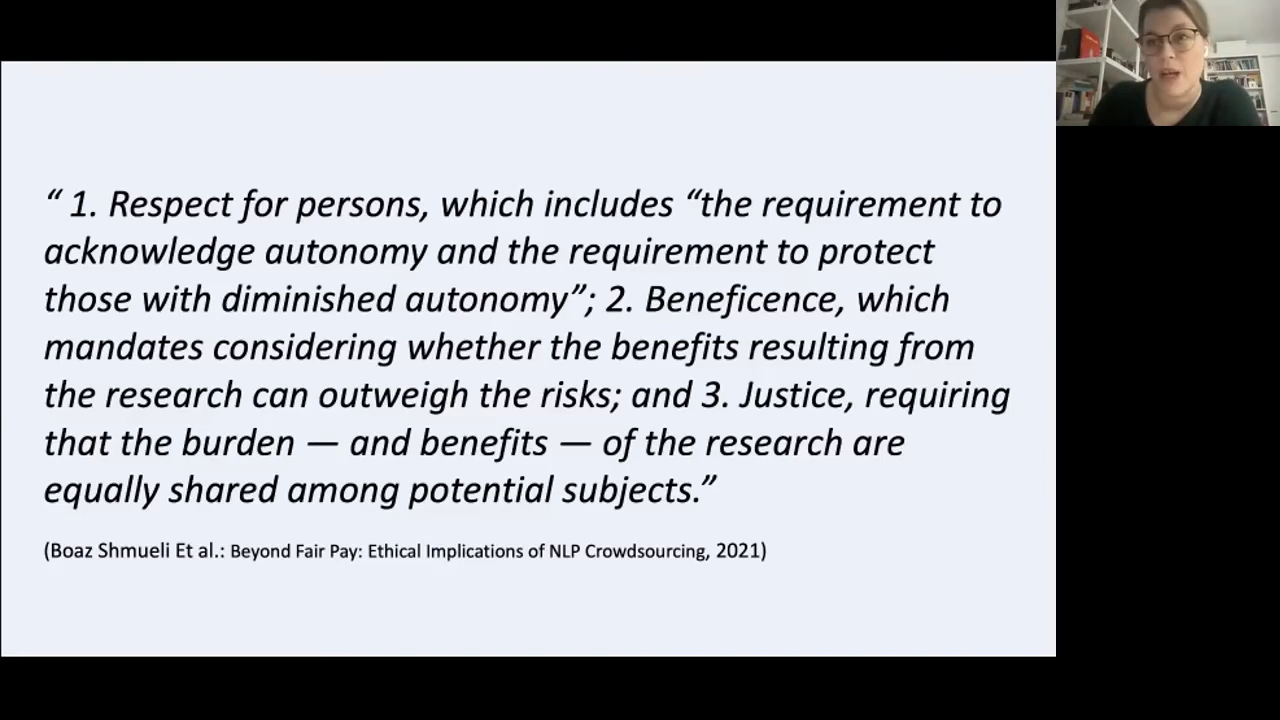 “ 1. Respect for persons, which includes “the requirement to
acknowledge autonomy and the requirement to protect
those with diminished autonomy”; 2. Beneficence, which
mandates considering whether the benefits resulting from
the research can outweigh the risks; and 3. Justice, requiring
that the burden — and benefits — of the research are
equally shared among potential subjects.”
(Boaz Shmueli Et al.: Beyond Fair Pay: Ethical Implications of NLP Crowdsourcing, 2021)